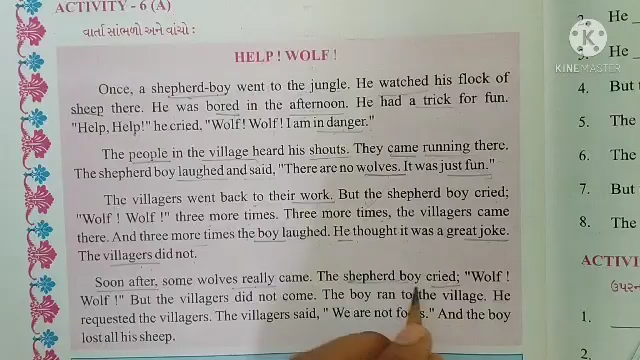 ACTIVITY - 6 (A)
વાર્તા સાંભળો અને વાંચો :
HELP ! WOLF !
Once, a shepherd-boy went to the jungle. He watched his flock of
sheep there. He was bored in the afternoon. He had a trick for fun.
"Help, Help!" he cried, "Wolf! Wolf! I am in danger."
The people in the village heard his shouts. They came running there.
The shepherd boy laughed and said, "There are no wolves. It was just fun."
The villagers went back to their work. But the shepherd boy cried;
"Wolf ! Wolf !" three more times. Three more times, the villagers came
there. And three more times the boy laughed. He thought it was a great joke.
The villagers did not.
Soon after, some wolves really came. The shepherd boy cried; "Wolf !
Wolf !" But the villagers did not come. The boy ran to the village. He
requested the villagers. The villagers said, " We are not ." And the boy
lost all his sheep.
2. He
3. He
4. But t
5. The
6. The
7. But
8. The
ACTIVI
ઉપરન
1.
2.
KINEMASTER